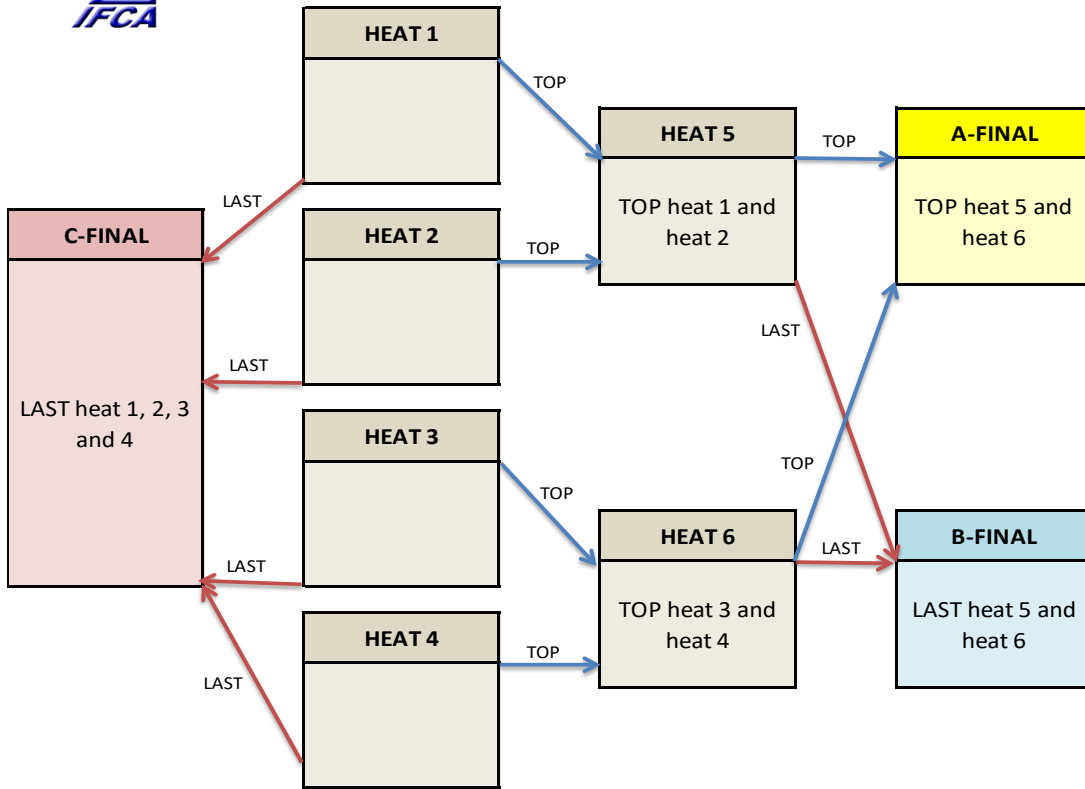 IFCA
HEAT 1
TOP
HEAT 5
TOP
A-FINAL
LAST
TOP heat 1 and
heat 2
TOP heat 5 and
heat 6
C-FINAL
HEAT 2
TOP
LAST
LAST
LAST heat 1, 2, 3
and 4
HEAT 3
TOP
TOP
HEAT 6
LAST
B-FINAL
LAST
TOP heat 3 and
heat 4
LAST heat 5 and
heat 6
HEAT 4
TOP
LAST